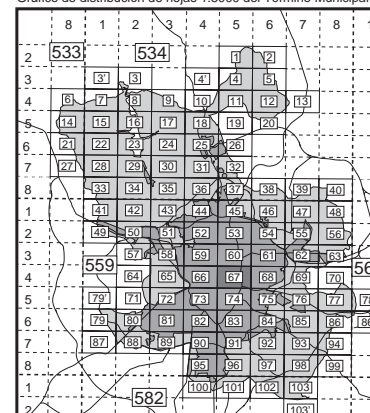 Gráfico de distribución de hojas 1:5000 del Término Municipal
8 1 2 3 4 5 6 7 8 1
533 534
2 1 2
3 3' 3 4' 4 5
4 6 7 8 9 10 11 12 13
5 14 15 16 17 18 19 20
6 21 22 23 24 25 26
7 27 28 29 30 31 32
8 33 34 35 36 37 38 39 40
1 41 42 43 44 45 46 47 48
2 49 50 51 52 53 54 55 56
3 57 58 59 60 61 62 63
559 56
4 64 65 66 67 68 69 70
5 79' 71 72 73 74 75 76 77 78
6 79 80 81 82 83 84 85 86 86
7 87 88 89 90 91 92 93 94
8 95 96 97 98 99
1 100 101 102 103
582
103'